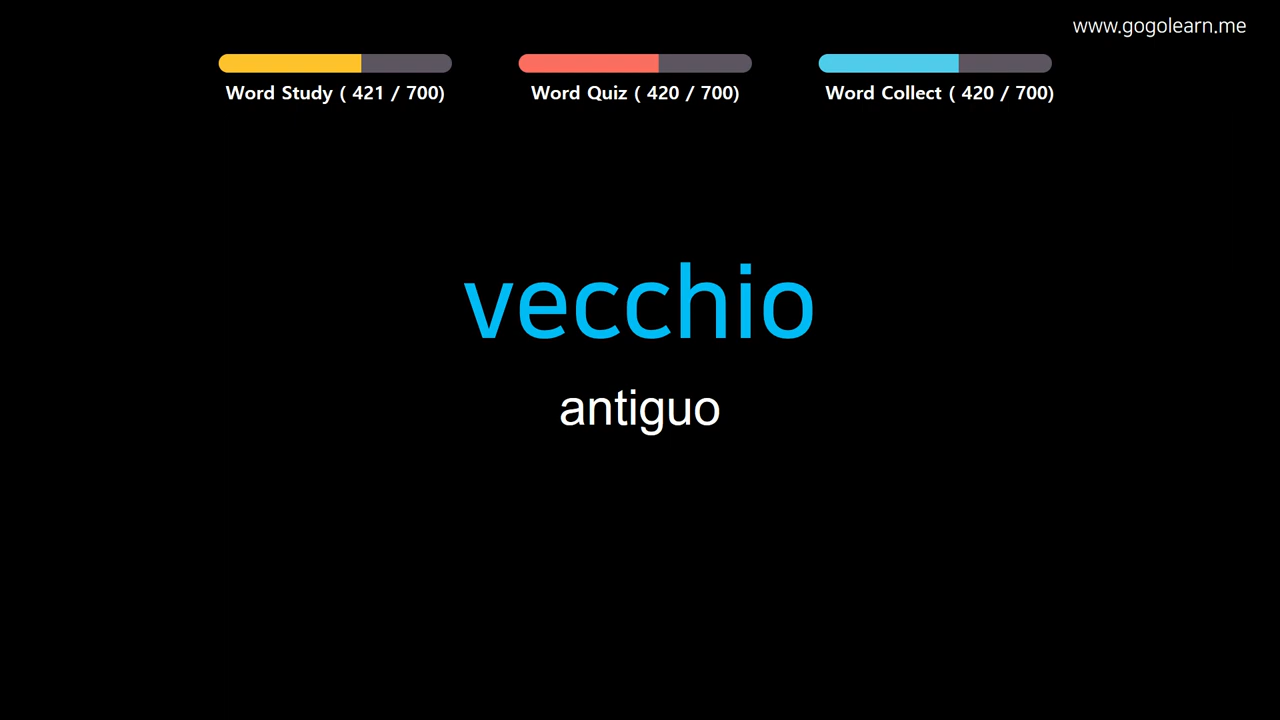 www.gogolearn.me
Word Study ( 421 / 700)
Word Quiz ( 420 / 700)
Word Collect ( 420 / 700)
vecchio
antiguo